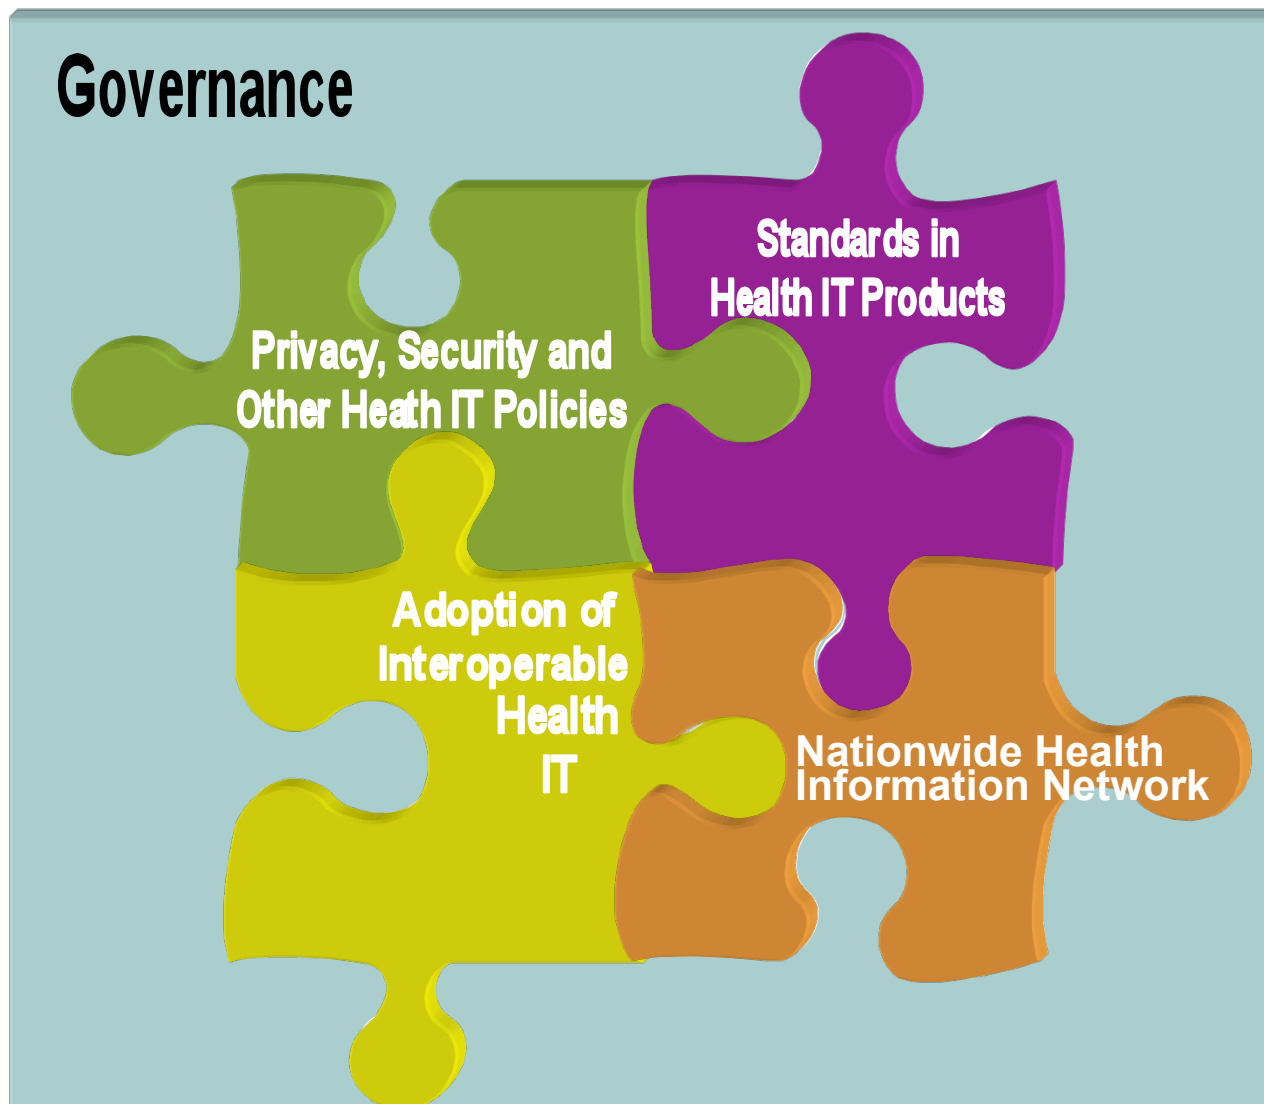 Governance
Standards in
Health IT Products
Privacy, Security and
Other Heath IT Policies
Adoption of
Interoperable
Health
IT
Nationwide Health
Information Network